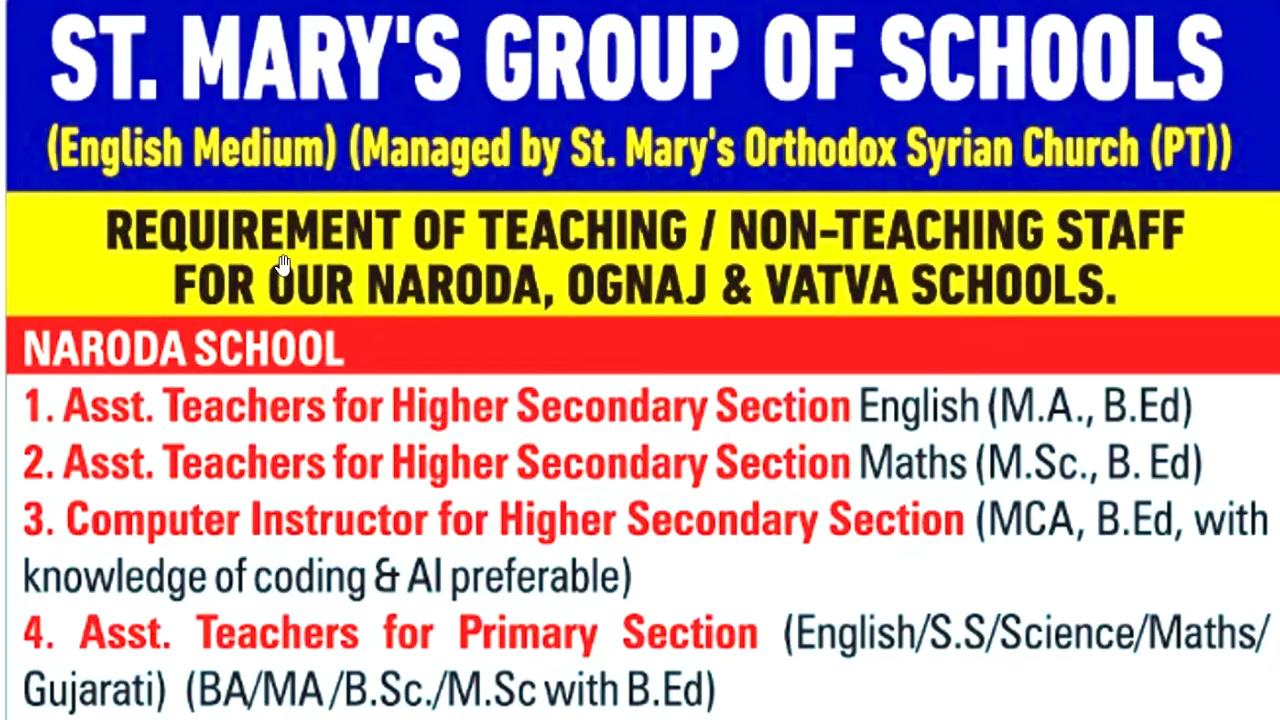 ST. MARY'S GROUP OF SCHOOLS
(English Medium) (Managed by St. Mary's Orthodox Syrian Church (PT))
REQUIREMENT OF TEACHING / NON-TEACHING STAFF
FOR OUR NARODA, OGNAJ & VATVA SCHOOLS.
NARODA SCHOOL
1. Asst. Teachers for Higher Secondary Section English (M.A., B.Ed)
2. Asst. Teachers for Higher Secondary Section Maths (M.Sc., B. Ed)
3. Computer Instructor for Higher Secondary Section (MCA, B.Ed, with
knowledge of coding & AI preferable)
4. Asst. Teachers for Primary Section (English/S.S/Science/Maths/
Gujarati) (BA/MA /B.Sc./M.Sc with B.Ed)